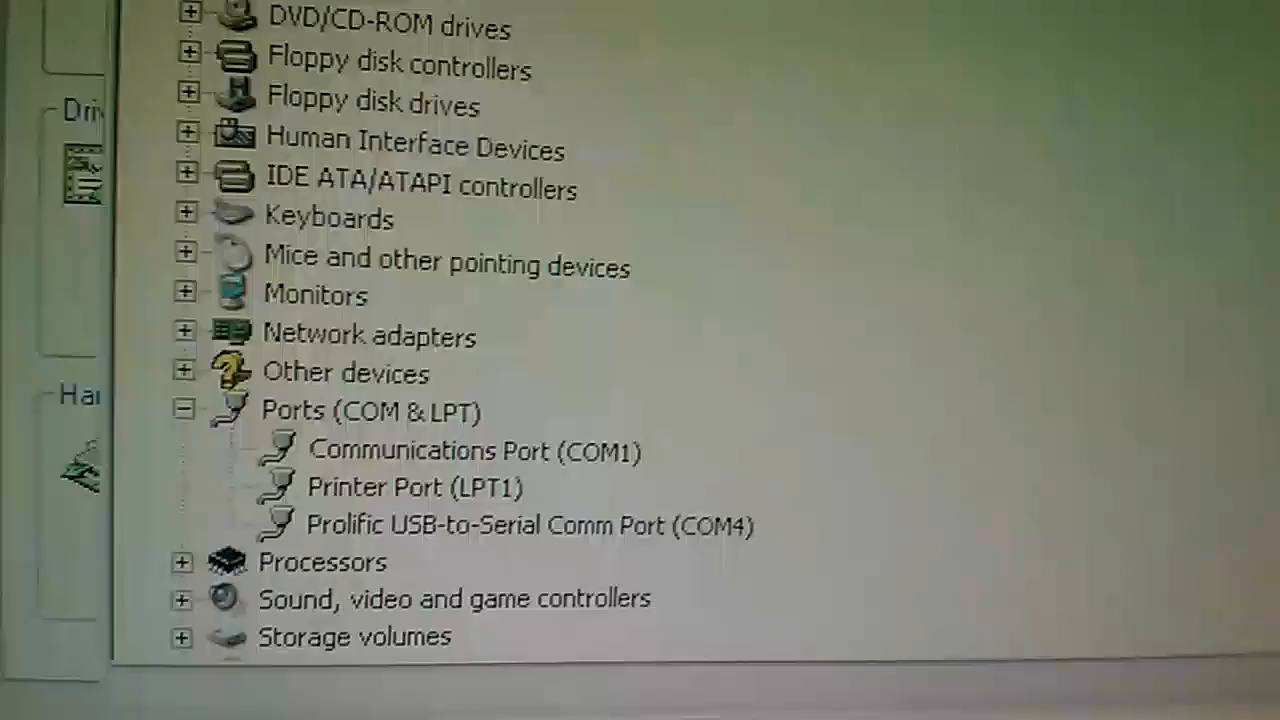 DVD/CD-ROM drives
Floppy disk controllers
Floppy disk drives
Human Interface Devices
IDE ATA/ATAPI controllers
Keyboards
Mice and other pointing devices
Monitors
Network adapters
Other devices
Ports (COM & LPT)
Communications Port (COM1)
Printer Port (LPT1)
Prolific USB-to-Serial Comm Port (COM4)
Processors
Sound, video and game controllers
Storage volumes